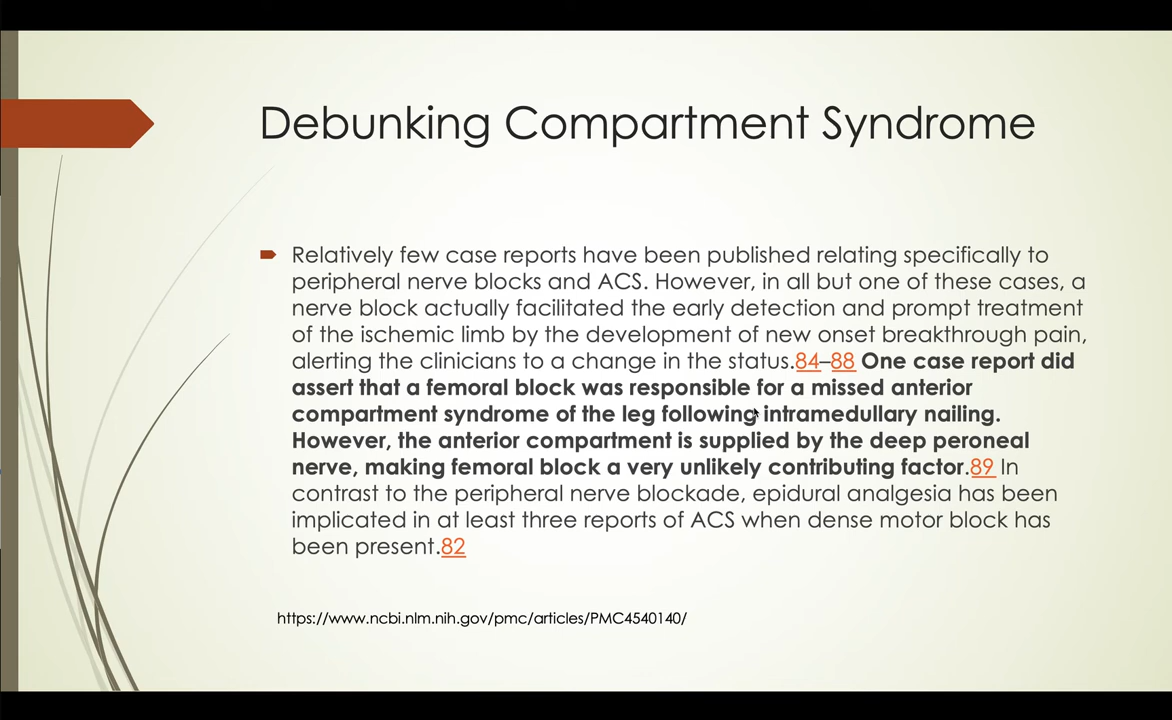 Debunking Compartment Syndrome
Relatively few case reports have been published relating specifically to
peripheral nerve blocks and ACS. However, in all but one of these cases, a
nerve block actually facilitated the early detection and prompt treatment
of the ischemic limb by the development of new onset breakthrough pain,
alerting the clinicians to a change in the status.84–88 One case report did
assert that a femoral block was responsible for a missed anterior
compartment syndrome of the leg following intramedullary nailing.
However, the anterior compartment is supplied by the deep peroneal
nerve, making femoral block a very unlikely contributing factor.89 In
contrast to the peripheral nerve blockade, epidural analgesia has been
implicated in at least three reports of ACS when dense motor block has
been present.82
https://www.ncbi.nlm.nih.gov/pmc/articles/PMC4540140/